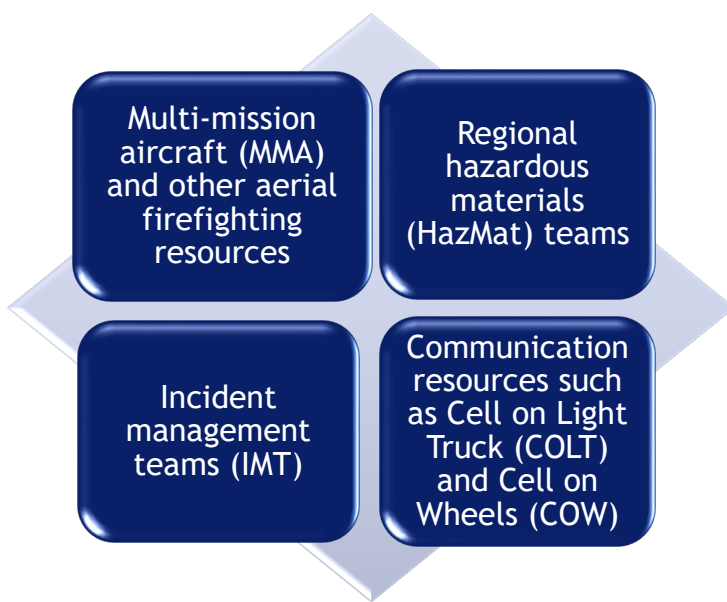 Multi-mission
aircraft (MMA)
and other aerial
firefighting
resources
Regional
hazardous
materials
(HazMat) teams
Incident
management
teams (IMT)
Communication
resources such
as Cell on Light
Truck (COLT)
and Cell on
Wheels (COW)